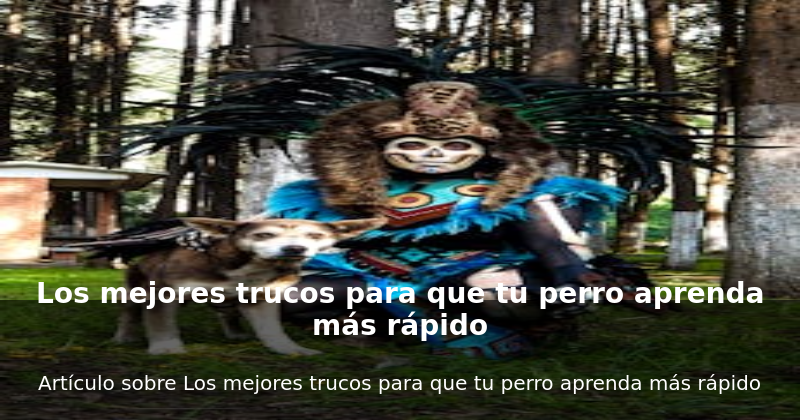 Los mejores trucos para que tu perro aprenda
más rápido
Artículo sobre Los mejores trucos para que tu perro aprenda más rápido